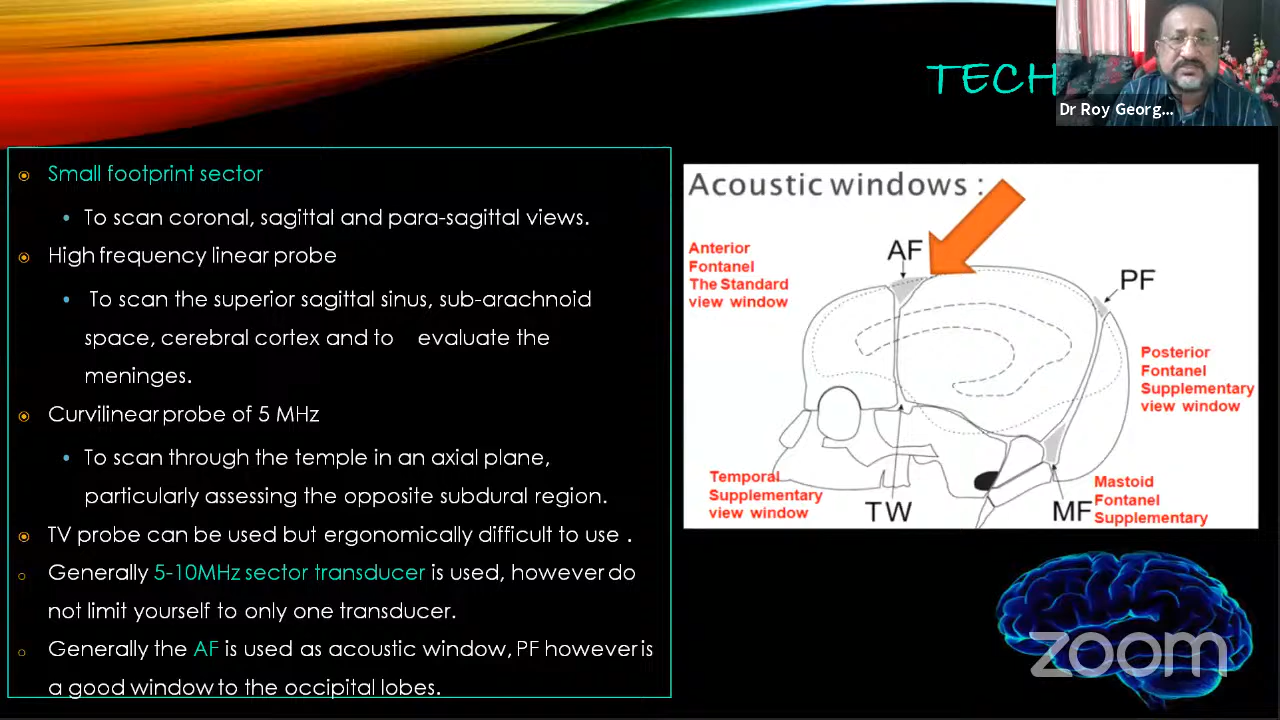 TECH
Dr Roy Georg...
Small footprint sector
To scan coronal, sagittal and para-sagittal views.
High frequency linear probe
To scan the superior sagittal sinus, sub-arachnoid
space, cerebral cortex and to evaluate the
meninges.
Curvilinear probe of 5 MHz
To scan through the temple in an axial plane,
particularly assessing the opposite subdural region.
TV probe can be used but ergonomically difficult to use .
Generally 5-10MHz sector transducer is used, however do
not limit yourself to only one transducer.
Generally the AF is used as acoustic window, PF however is
a good window to the occipital lobes.
Acoustic windows :
Anterior
Fontanel
The Standard
view window
AF
PF
Posterior
Fontanel
Supplementary
view window
Temporal
Supplementary
view window
TW
MF
Mastoid
Fontanel
Supplementary
zoom